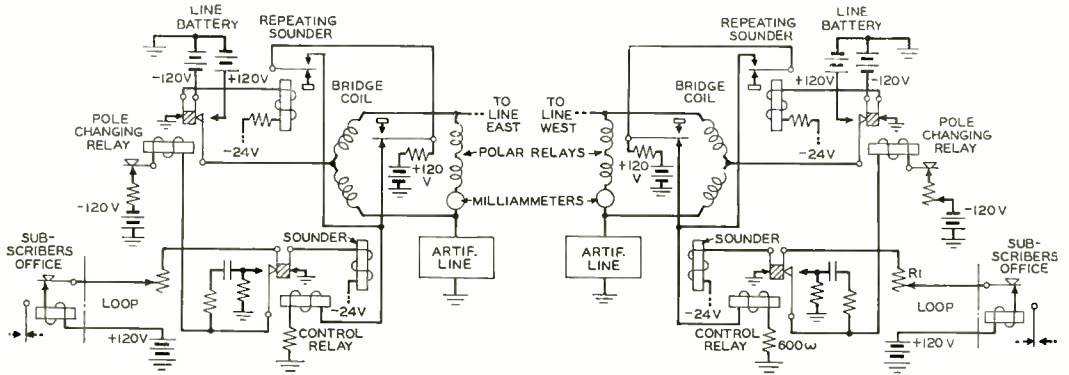 LINE
BATTERY
REPEATING
SOUNDER
-120V
+120V
BRIDGE
COIL
-24V
POLE
CHANGING
RELAY
-120 V
+120
V
TO
LINE
EAST
TO
LINE
WEST
POLAR RELAYS
MILLIAMMETERS
ARTIF.
LINE
SUB-
SCRIBERS
OFFICE
LOOP
+120V
SOUNDER
-24V
CONTROL
RELAY
REPEATING
SOUNDER
LINE
BATTERY
+120V
-120V
BRIDGE
COIL
-24V
POLE
CHANGING
RELAY
-120 V
+120
V
ARTIF.
LINE
SOUNDER
-24V
CONTROL
RELAY
600ω
R1
LOOP
+120V
SUB-
SCRIBERS
OFFICE